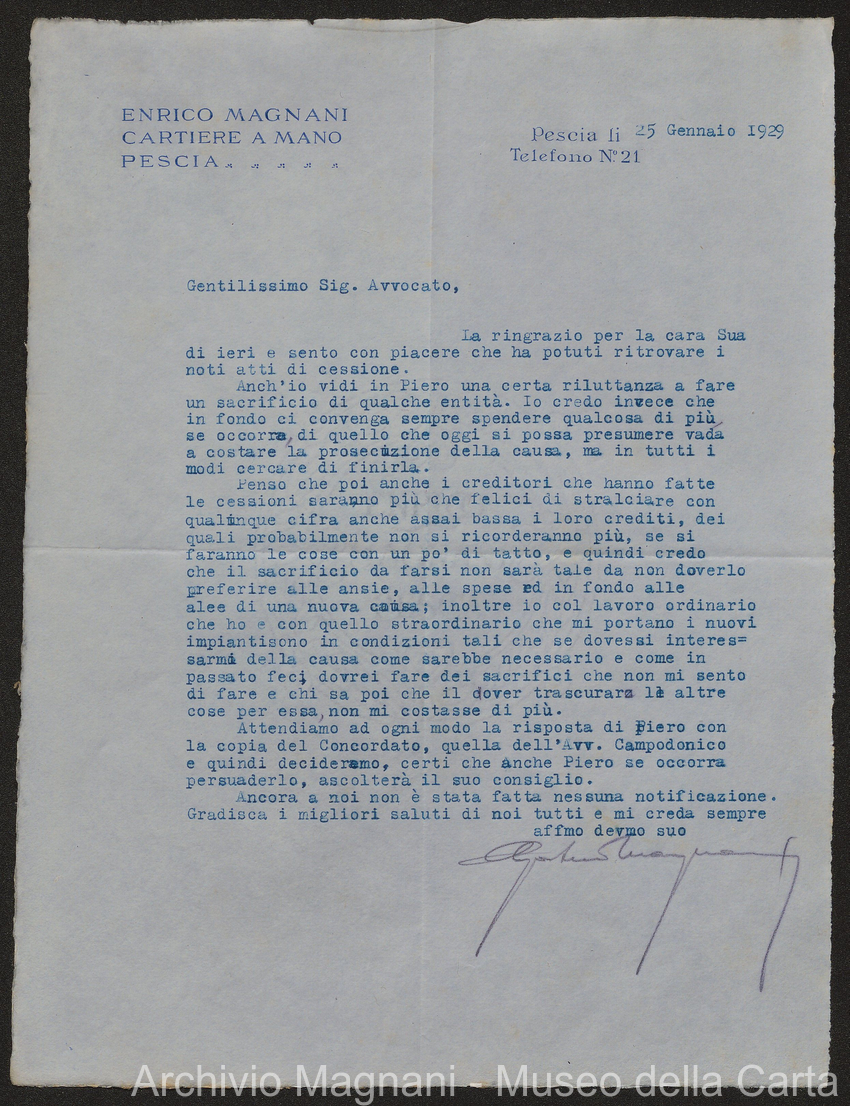 ENRICO MAGNANI
CARTIERE A MANO
PESCIA
Pescia li 25 Gennaio 1929
Telefono Nº 21
Gentilissimo Sig. Avvocato,
La ringrazio per la cara Sua
di ieri e sento con piacere che ha potuti ritrovare i
noti atti di cessione.
Anch'io vidi in Piero una certa riluttanza a fare
un sacrificio di qualche entità. Io credo invece che
in fondo ci convenga sempre spendere qualcosa di più,
se occorre, di quello che oggi si possa presumere vada
a costare la prosecuzione della causa, ma in tutti i
modi cercare di finirla.
Penso che poi anche i creditori che hanno fatte
le cessioni saranno più che felici di stralciare con
qualunque cifra anche assai bassa i loro crediti, dei
quali probabilmente non si ricorderanno più, se si
faranno le cose con un po' di tatto, e quindi credo
che il sacrificio da farsi non sarà tale da non doverlo
preferire alle ansie, alle spese ed in fondo alle
alee di una nuova causa; inoltre io col lavoro ordinario
che ho e con quello straordinario che mi portano i nuovi
impiantisono in condizioni tali che se dovessi interes=
sarmi della causa come sarebbe necessario e come in
passato feci, dovrei fare dei sacrifici che non mi sento
di fare e chi sa poi che il dover trascurare le altre
cose per essa, non mi costasse di più.
Attendiamo ad ogni modo la risposta di Piero con
la copia del Concordato, quella dell'Avv. Campodonico
e quindi decideremo, certi che anche Piero se occorra
persuaderlo, ascolterà il suo consiglio.
Ancora a noi non è stata fatta nessuna notificazione.
Gradisca i migliori saluti di noi tutti e mi creda sempre
affmo devmo suo
Magnani
Archivio Magnani - Museo della Carta